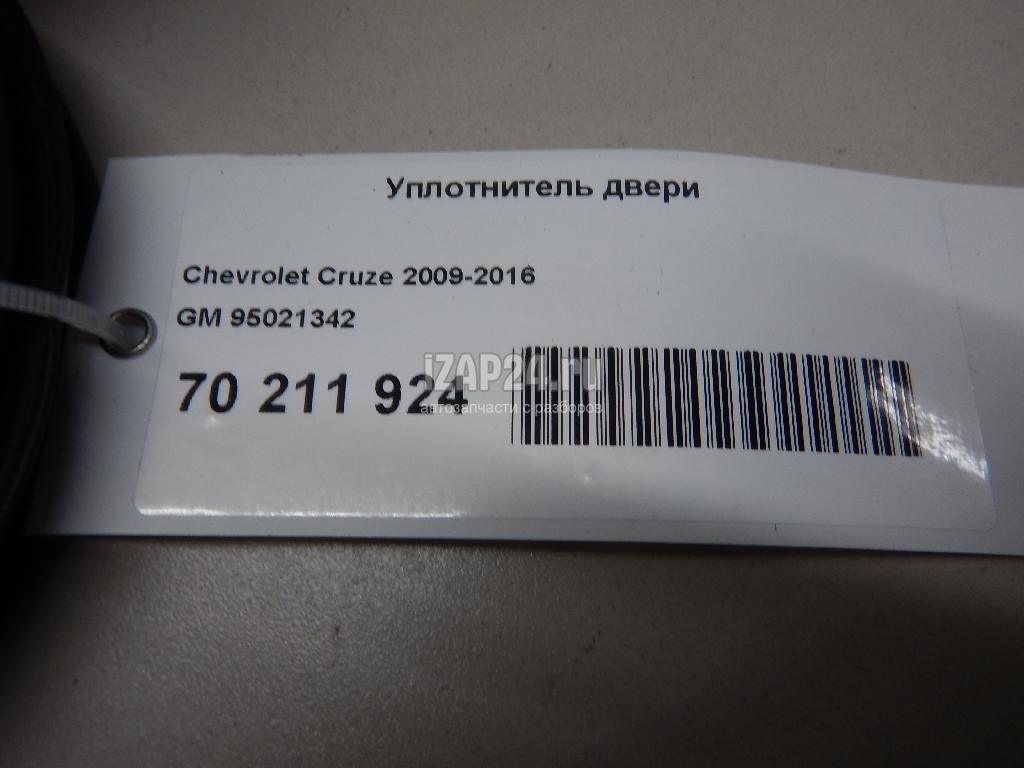 Уплотнитель двери
Chevrolet Cruze 2009-2016
GM 95021342
70 211 924
iZAP24.ru
автозапчасти с разборов